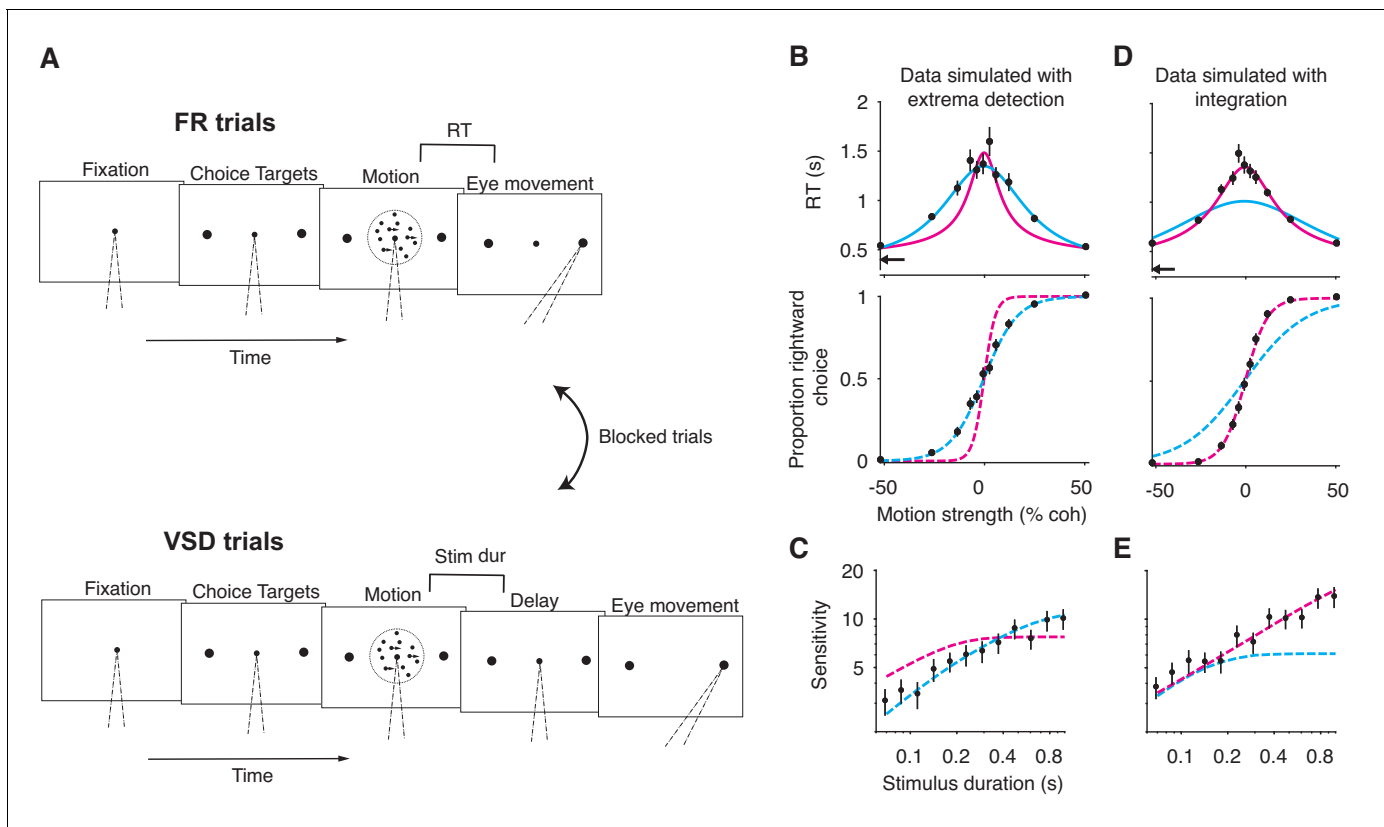 A
FR trials
RT
Fixation
Choice Targets
Motion
Eye movement
Time
Blocked trials
VSD trials
Stim dur
Fixation
Choice Targets
Motion
Delay
Eye movement
Time
B
Data simulated with
extrema detection
2
1.5
1
0.5
RT (s)
1
0.5
0
Proportion rightward
choice
-50 0 50
Motion strength (% coh)
D
Data simulated with
integration
-50 0 50
C
20
10
5
Sensitivity
0.1 0.2 0.4 0.8
Stimulus duration (s)
E
0.1 0.2 0.4 0.8